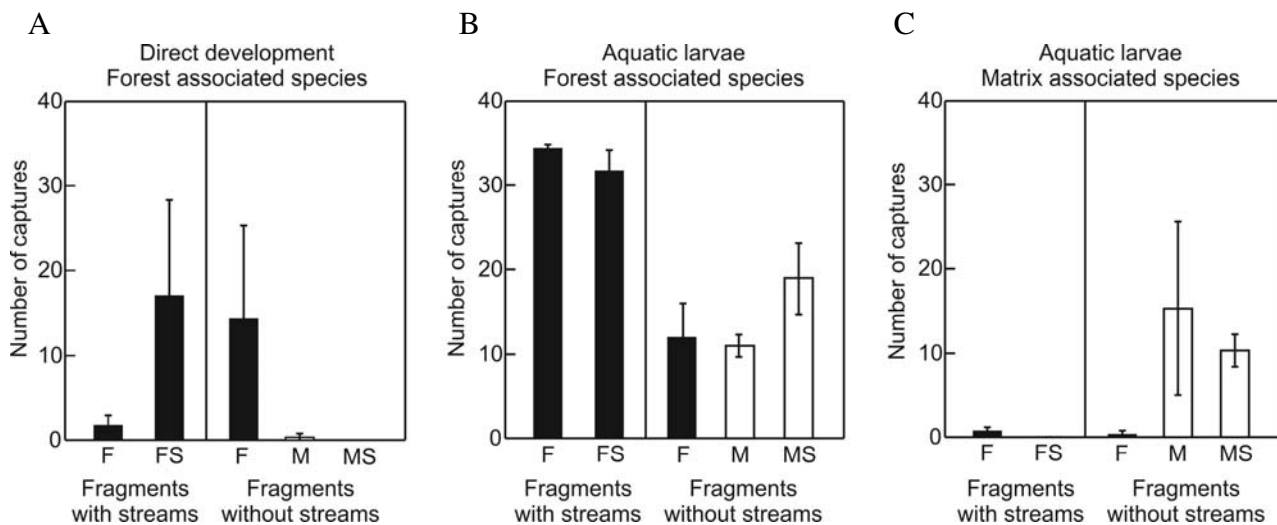 A
Direct development
Forest associated species
Number of captures
40
30
20
10
0
F FS F M MS
Fragments with streams
Fragments without streams
B
Aquatic larvae
Forest associated species
Number of captures
40
30
20
10
0
F FS F M MS
Fragments with streams
Fragments without streams
C
Aquatic larvae
Matrix associated species
Number of captures
40
30
20
10
0
F FS F M MS
Fragments with streams
Fragments without streams